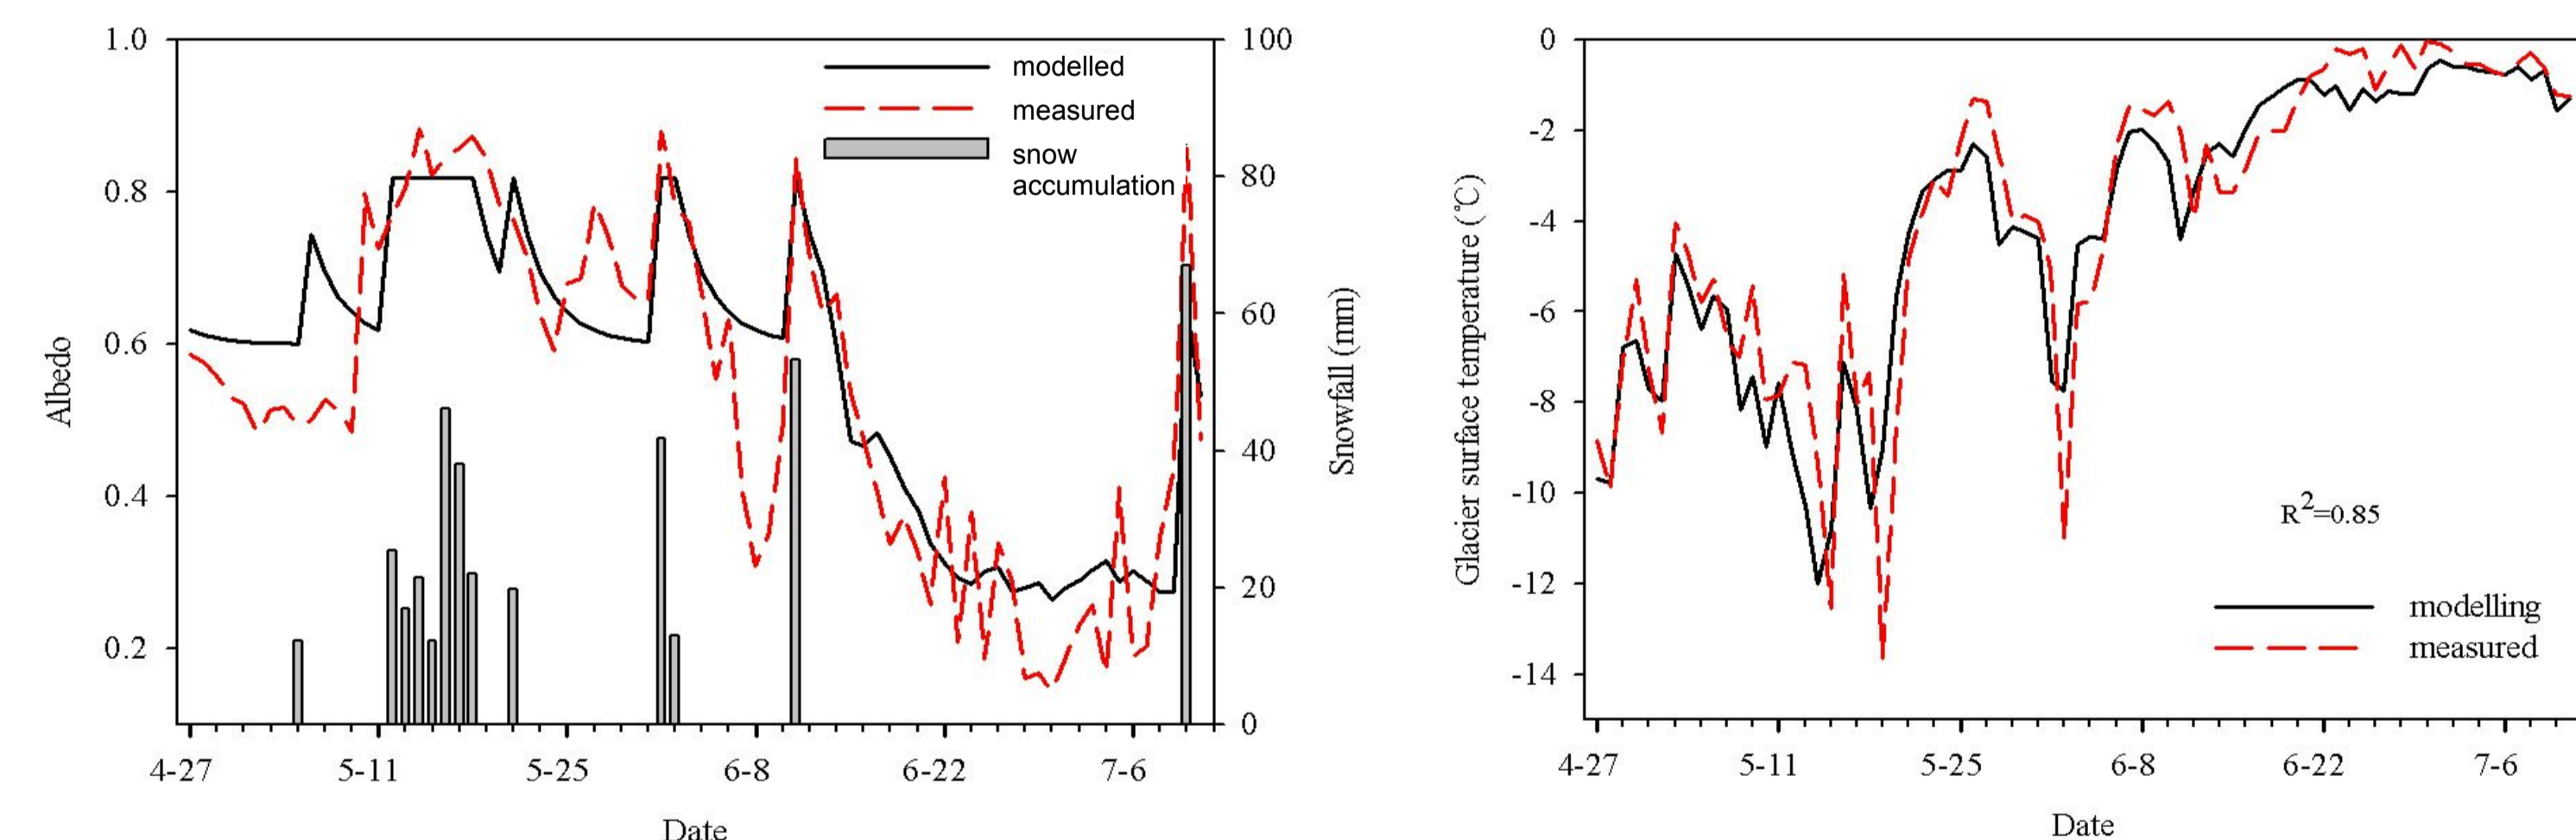 1.0
0.8
0.6
0.4
0.2
Albedo
modelled
measured
snow
accumulation
100
80
60
40
20
0
Snowfall (mm)
4-27 5-11 5-25 6-8 6-22 7-6
Date
0
-2
-4
-6
-8
-10
-12
-14
Glacier surface temperature (℃)
R²=0.85
modelling
measured
4-27 5-11 5-25 6-8 6-22 7-6
Date